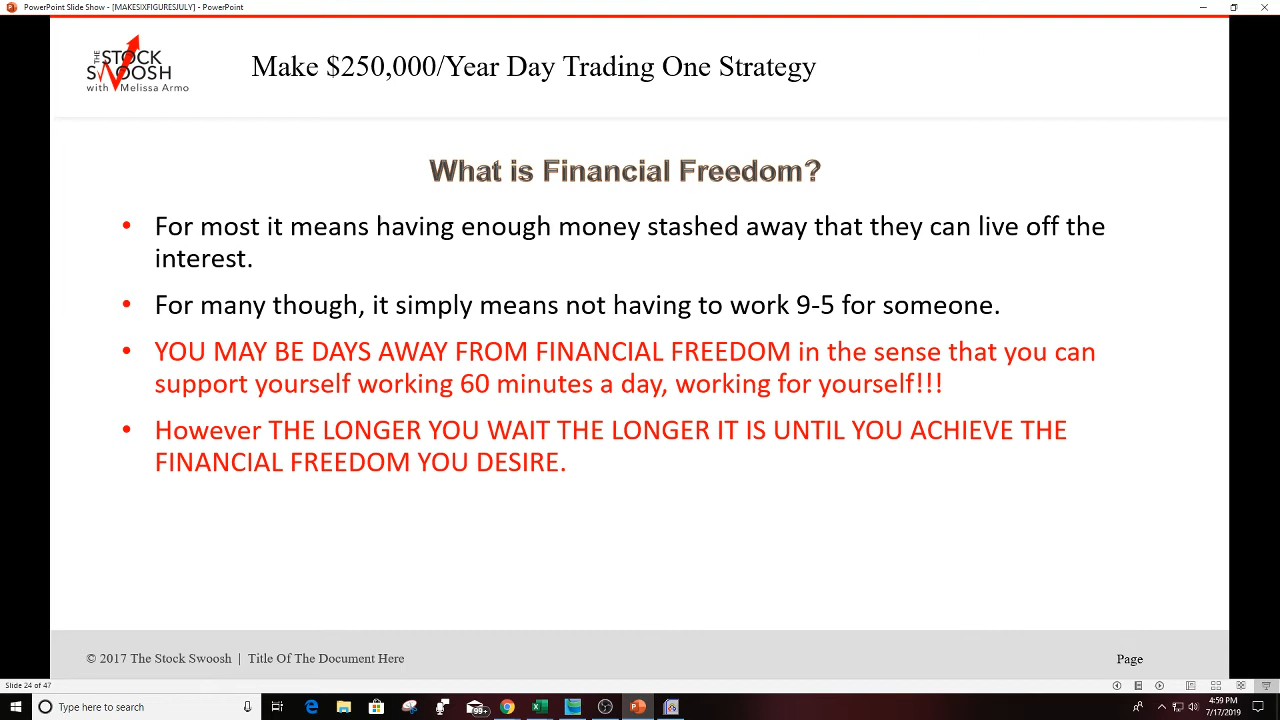 PowerPoint Slide Show - [MAKESIXFIGURESJULY] - PowerPoint
THE STOCK
SWOOSH
with Melissa Armo
Make $250,000/Year Day Trading One Strategy
What is Financial Freedom?
• For most it means having enough money stashed away that they can live off the
interest.
• For many though, it simply means not having to work 9-5 for someone.
• YOU MAY BE DAYS AWAY FROM FINANCIAL FREEDOM in the sense that you can
support yourself working 60 minutes a day, working for yourself!!!
• However THE LONGER YOU WAIT THE LONGER IT IS UNTIL YOU ACHIEVE THE
FINANCIAL FREEDOM YOU DESIRE.
© 2017 The Stock Swoosh | Title Of The Document Here
Page
Slide 24 of 47
Type here to search
99+
4:59 PM
7/17/2019